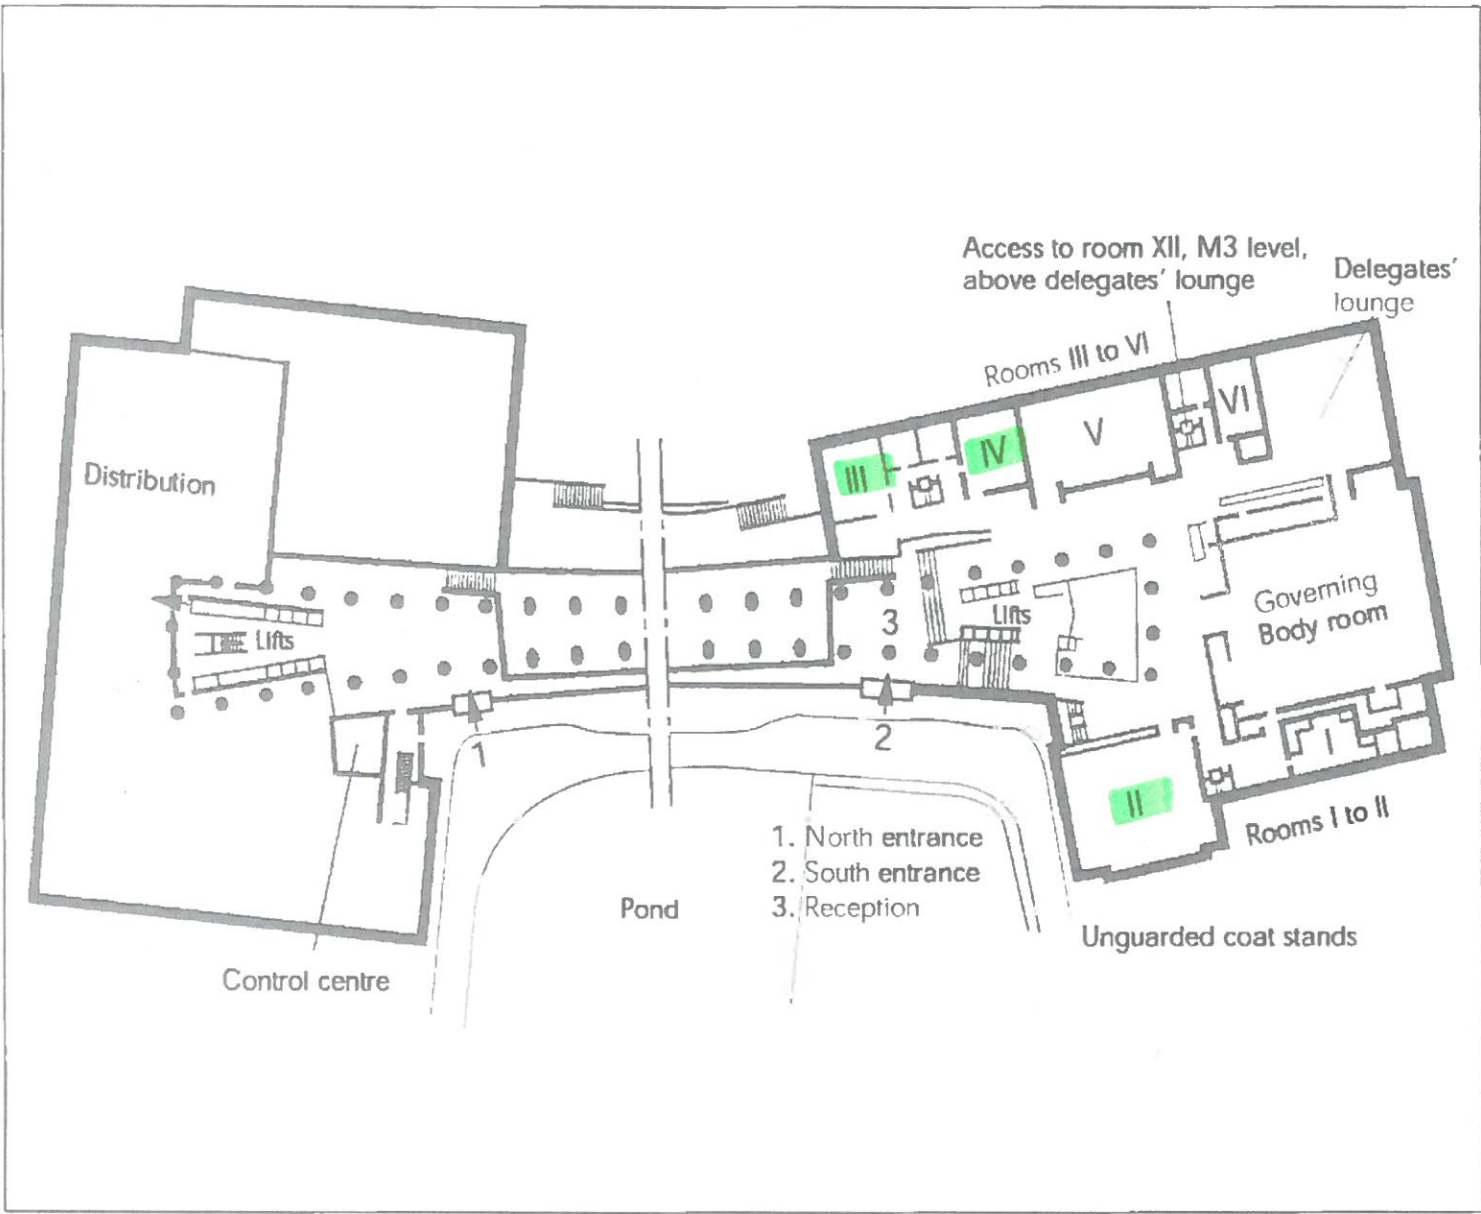 Access to room XII, M3 level,
above delegates' lounge
Delegates'
lounge
Rooms III to VI
VI
V
IV
III
Distribution
Governing
Body room
3
Lifts
Lifts
1
2
I
II
Rooms I to II
1. North entrance
2. South entrance
3. Reception
Pond
Unguarded coat stands
Control centre